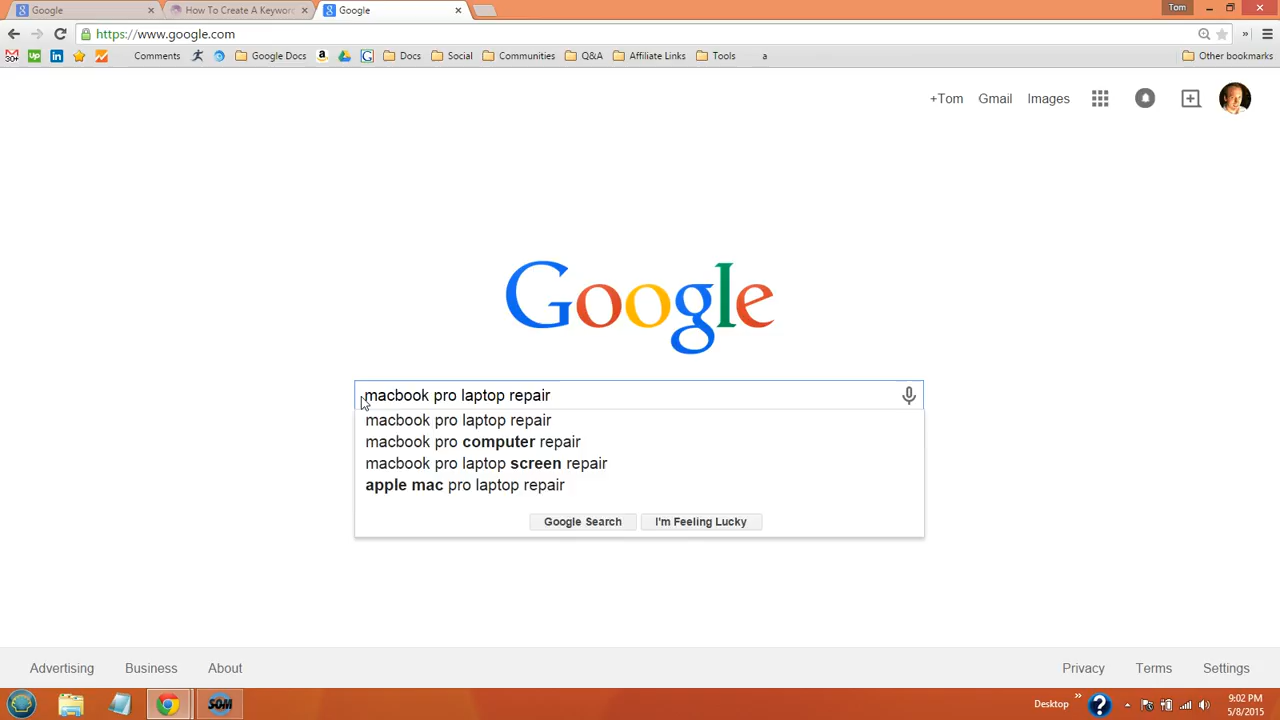 Google
How To Create A Keyword
Google
Tom
https://www.google.com
Comments
Google Docs
Docs
Social
Communities
Q&A
Affiliate Links
Tools
a
Other bookmarks
+Tom
Gmail
Images
Google
macbook pro laptop repair
macbook pro laptop repair
macbook pro computer repair
macbook pro laptop screen repair
apple mac pro laptop repair
Google Search
I'm Feeling Lucky
Advertising
Business
About
Privacy
Terms
Settings
SOM
Desktop
9:02 PM
5/8/2015